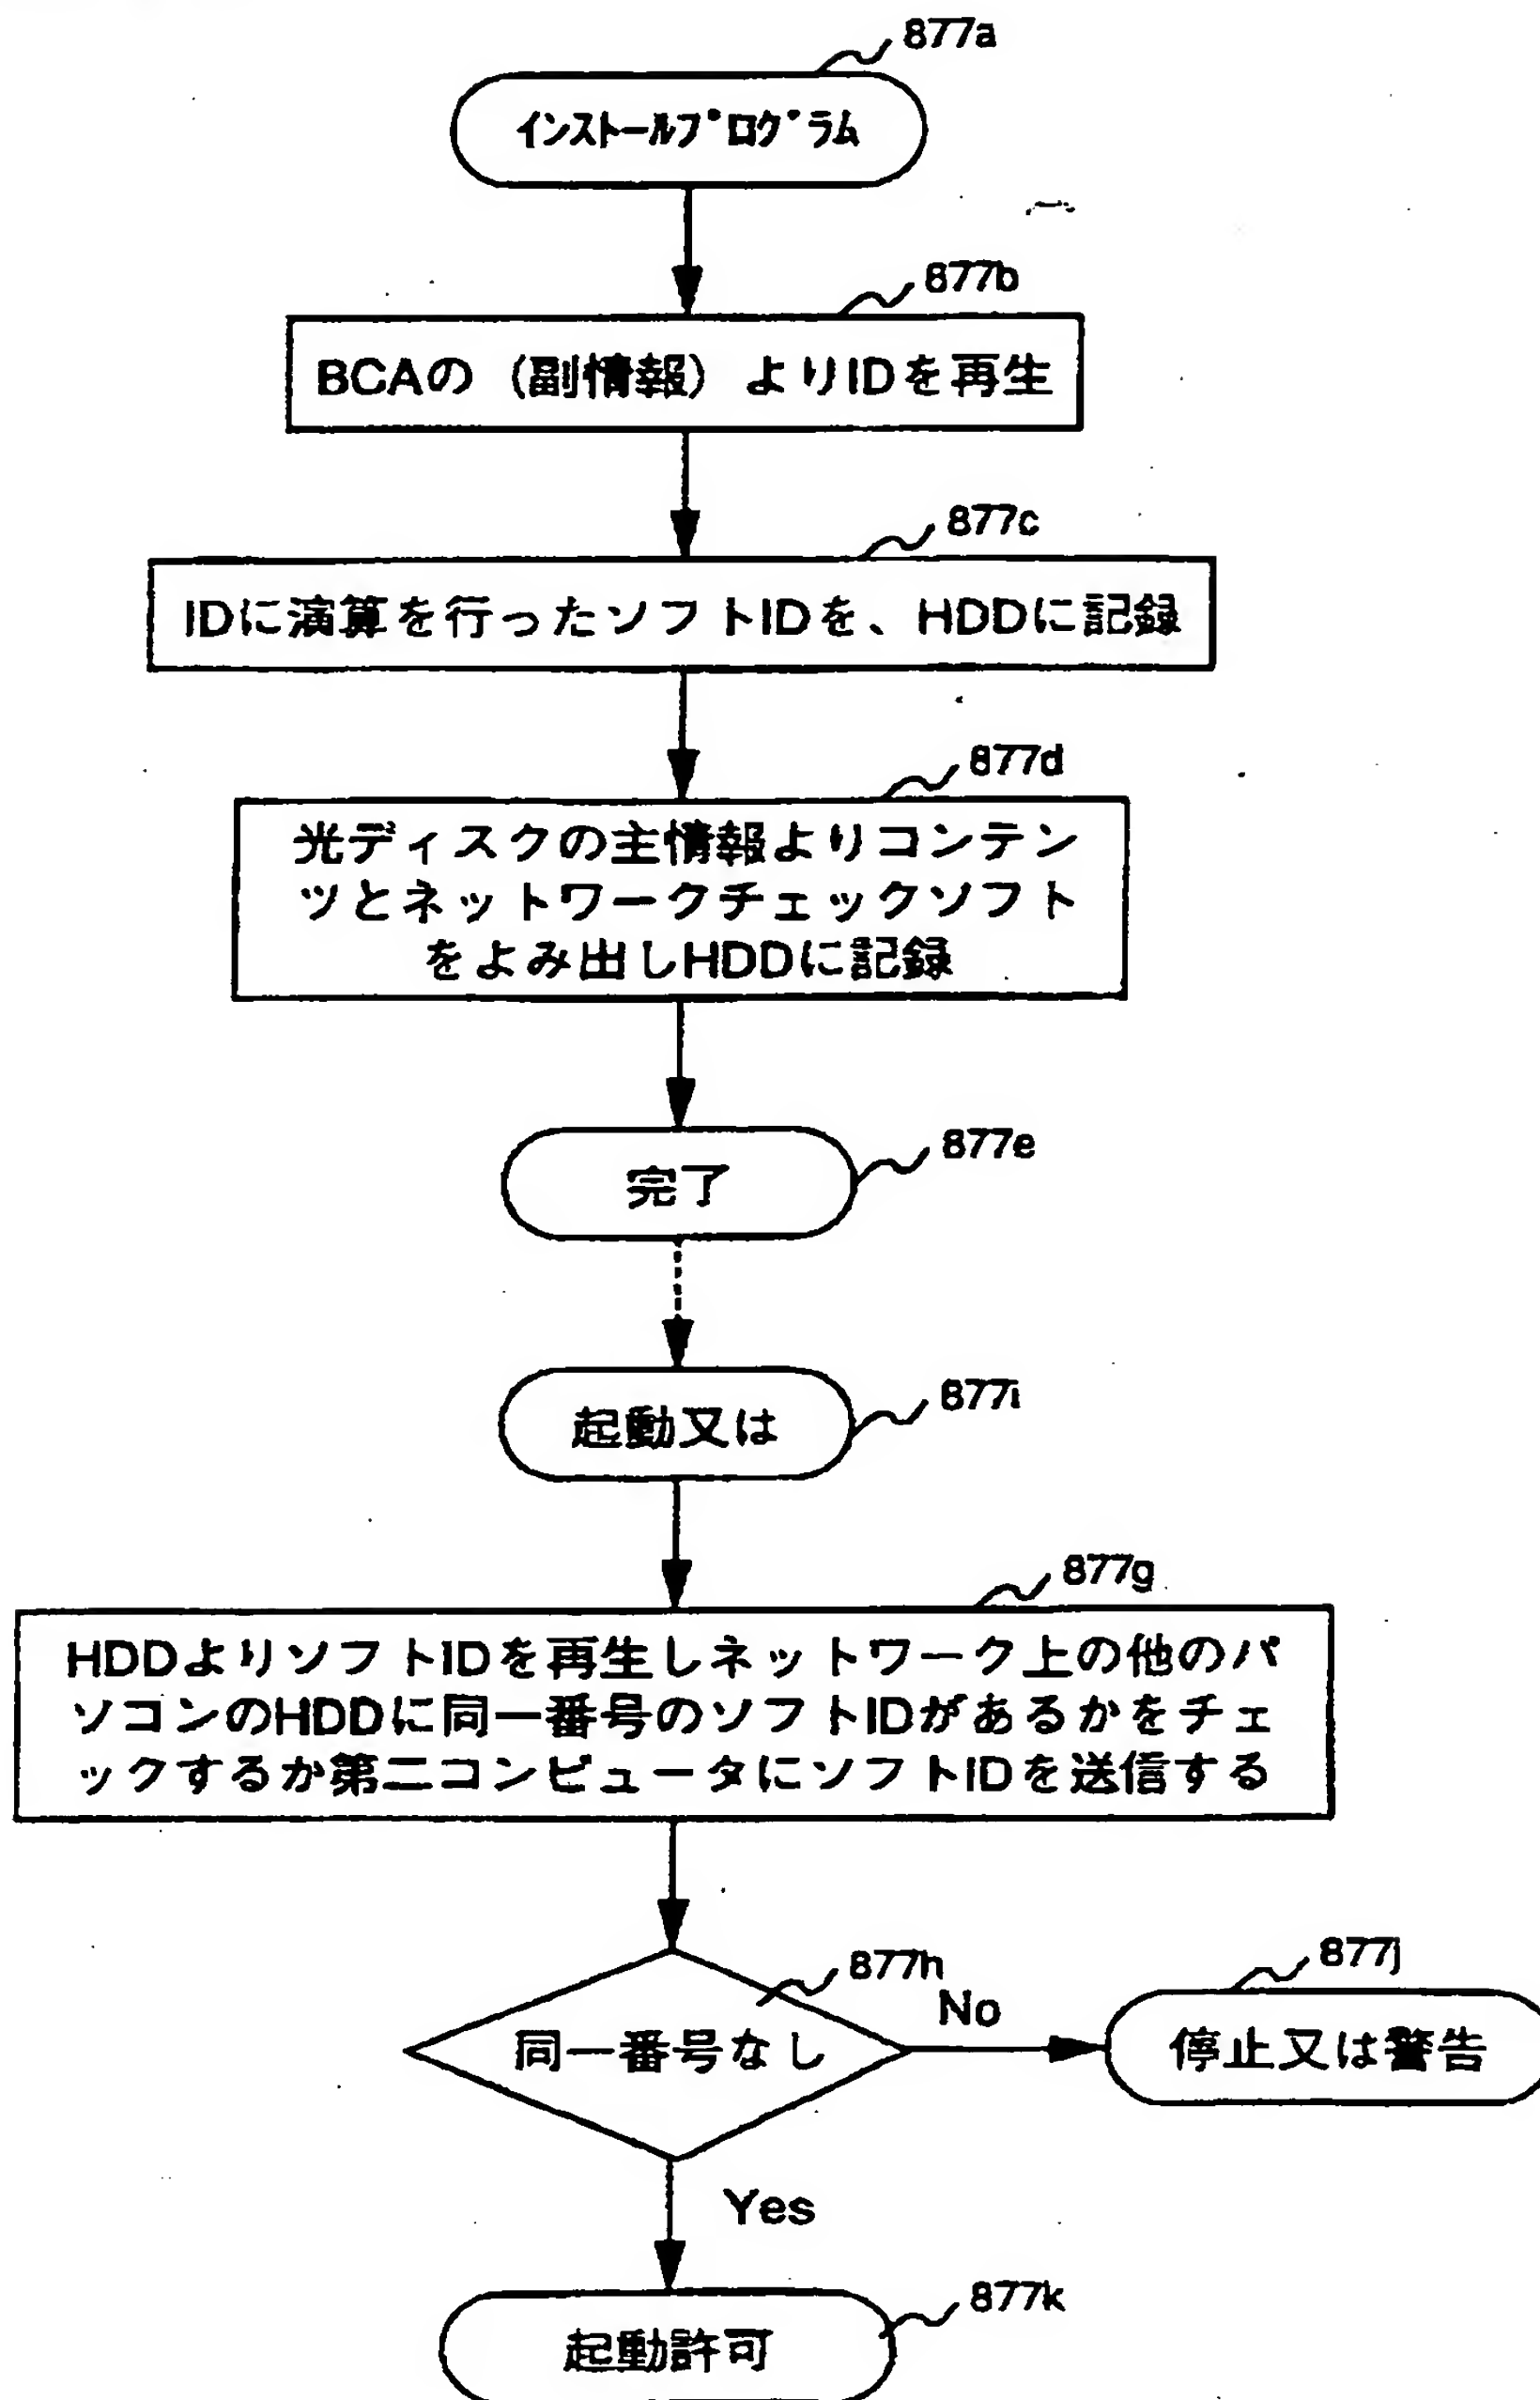 877a
インストールプログラム
877b
BCAの（副情報）よりIDを再生
877c
IDに演算を行ったソフトIDを、HDDに記録
877d
光ディスクの主情報よりコンテン
ツとネットワークチェックソフト
をよみ出しHDDに記録
877e
完了
877i
起動又は
877g
HDDよりソフトIDを再生しネットワーク上の他のパ
ソコンのHDDに同一番号のソフトIDがあるかをチェ
ックするか第二コンピュータにソフトIDを送信する
877h
同一番号なし
No
877j
停止又は警告
Yes
877k
起動許可